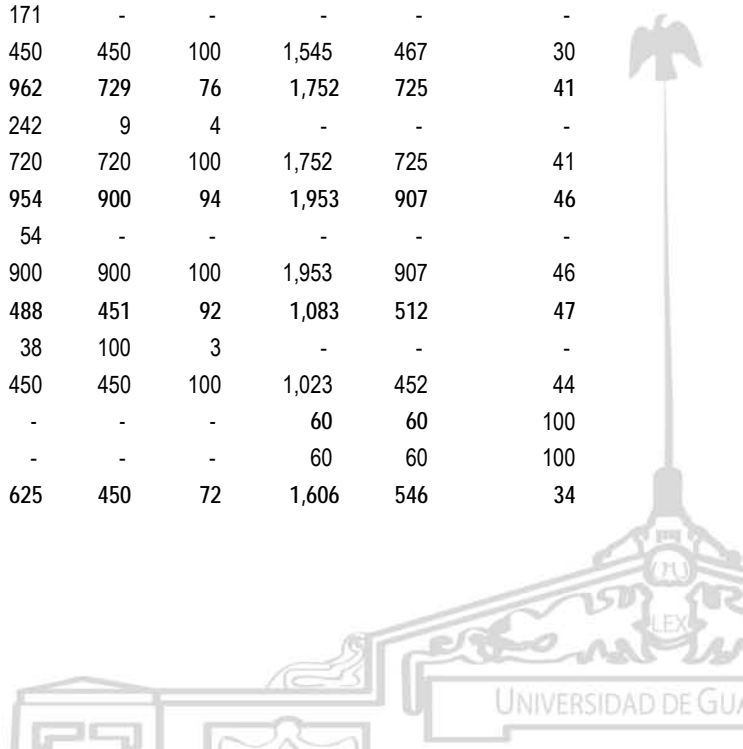 171 - - - - -
450 450 100 1,545 467 30
962 729 76 1,752 725 41
242 9 4 - - -
720 720 100 1,752 725 41
954 900 94 1,953 907 46
54 - - - - -
900 900 100 1,953 907 46
488 451 92 1,083 512 47
38 100 3 - - -
450 450 100 1,023 452 44
- - - 60 60 100
- - - 60 60 100
625 450 72 1,606 546 34
LEX
UNIVERSIDAD DE GUA